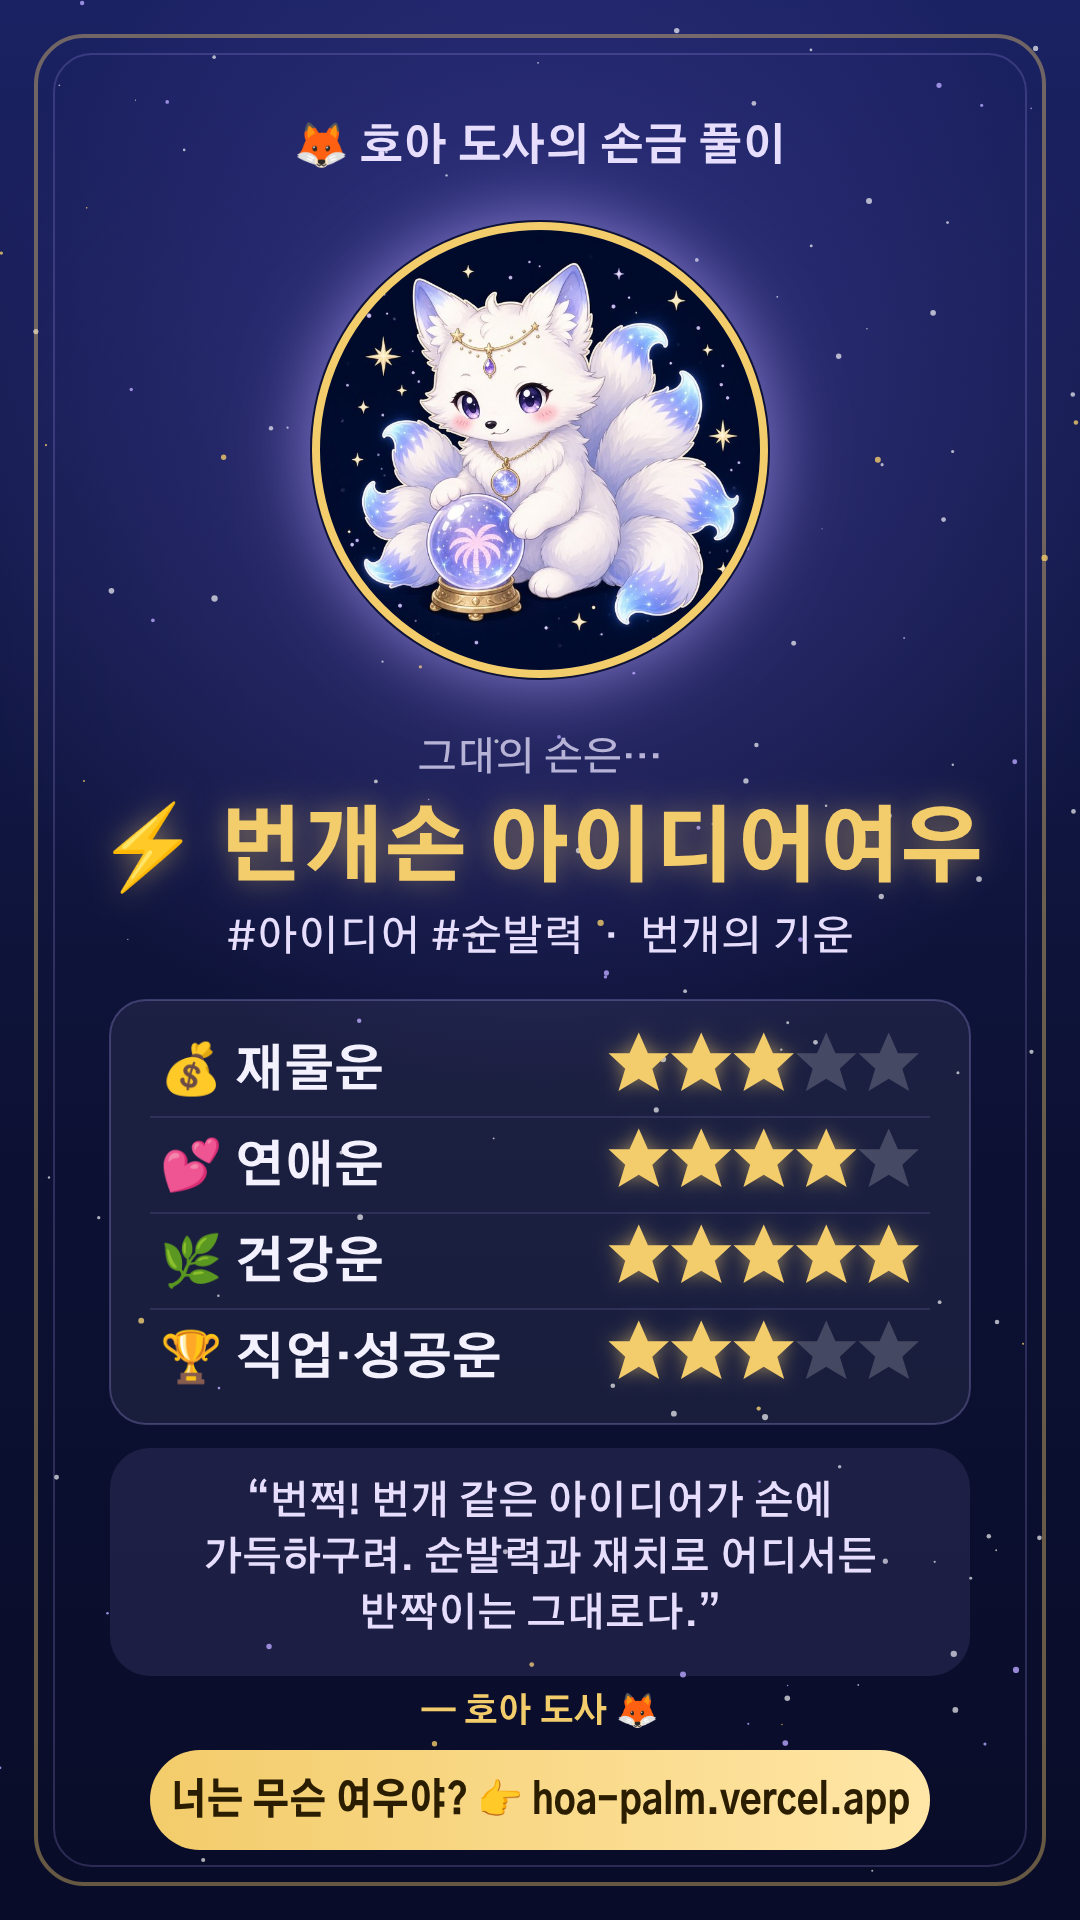 🦊 호아 도사의 손금 풀이
그대의 손은…
⚡ 번개손 아이디어여우
#아이디어 #순발력 · 번개의 기운
💰 재물운 ★★★★★
💕 연애운 ★★★★★
🌿 건강운 ★★★★★
🏆 직업·성공운 ★★★★★
“번쩍! 번개 같은 아이디어가 손에
가득하구려. 순발력과 재치로 어디서든
반짝이는 그대로다.”
— 호아 도사 🦊
너는 무슨 여우야? 👉 hoa-palm.vercel.app